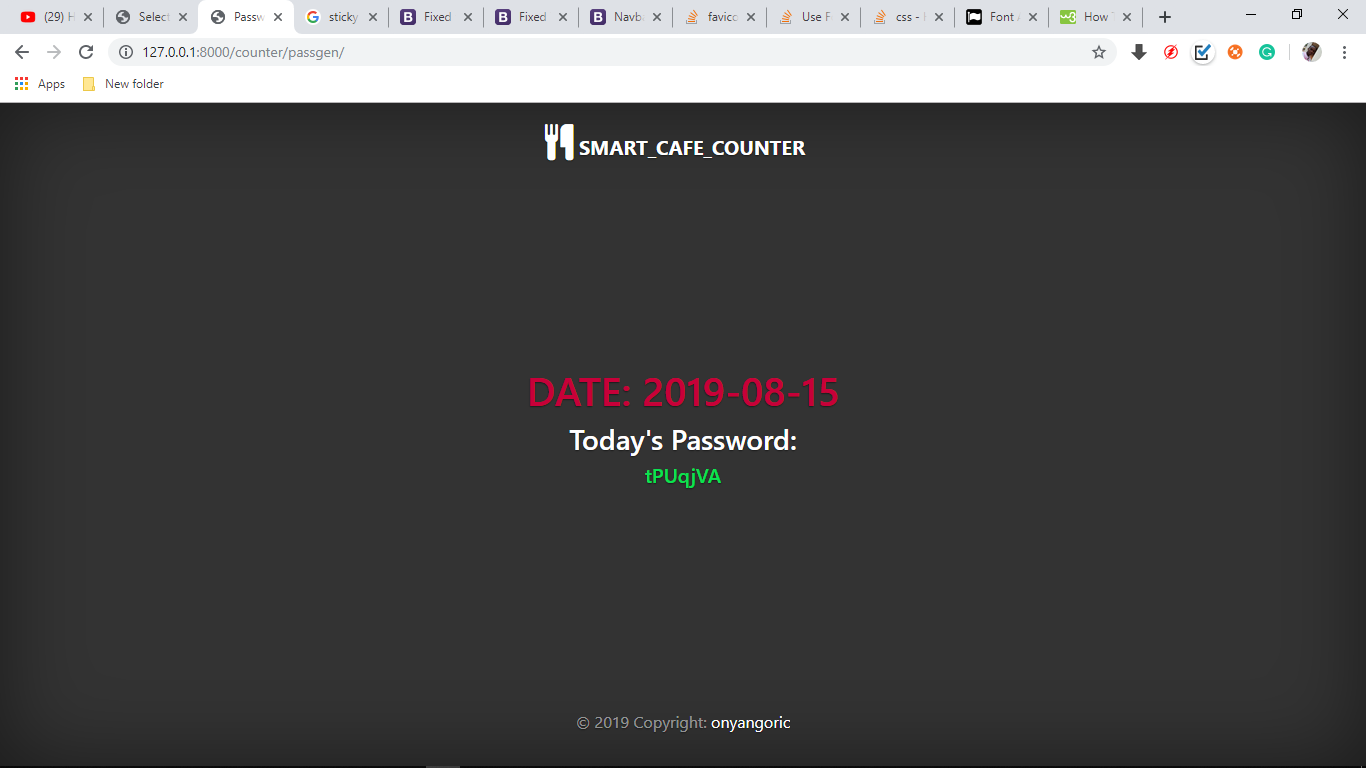 (29) H
Select
Passw
sticky
Fixed
Fixed
Navba
favico
Use F
css -
Font
How
127.0.0.1:8000/counter/passgen/
Apps
New folder
SMART_CAFE_COUNTER
DATE: 2019-08-15
Today's Password:
tPUqjVA
© 2019 Copyright: onyangoric